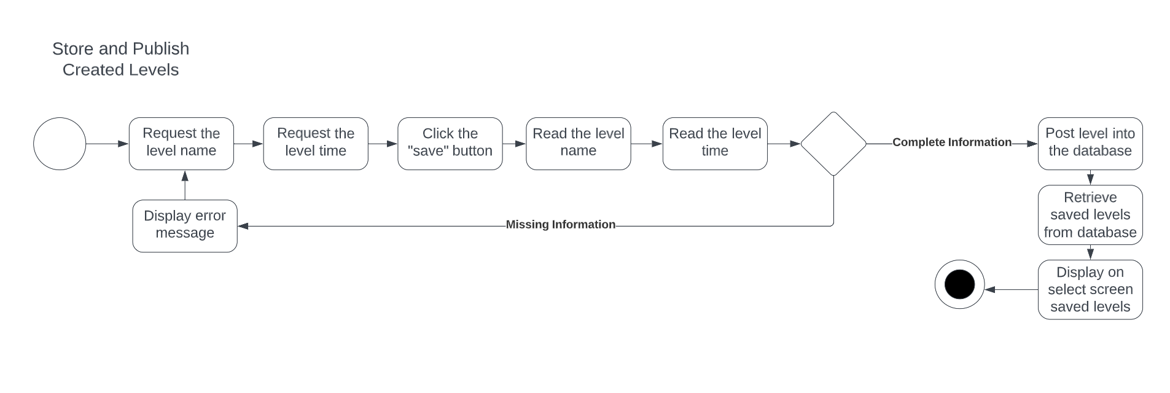 Store and Publish
Created Levels
Request the
level name
Request the
level time
Click the
"save" button
Read the level
name
Read the level
time
Complete Information
Post level into
the database
Display error
message
Missing Information
Retrieve
saved levels
from database
Display on
select screen
saved levels